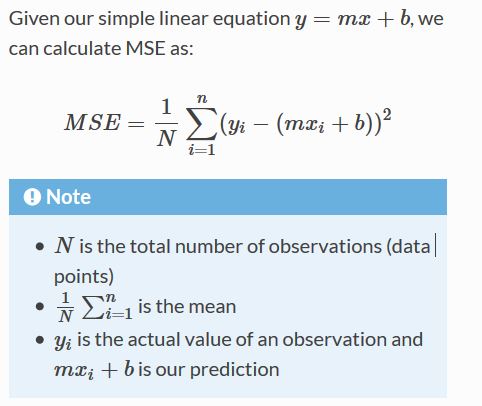 Given our simple linear equation y = mx + b, we
can calculate MSE as:
MSE = \frac{1}{N} \sum_{i=1}^{n} (y_i − (mx_i + b))^2
Note
• N is the total number of observations (data
points)
• \frac{1}{N} \sum_{i=1}^{n} is the mean
• y_i is the actual value of an observation and
mx_i + b is our prediction